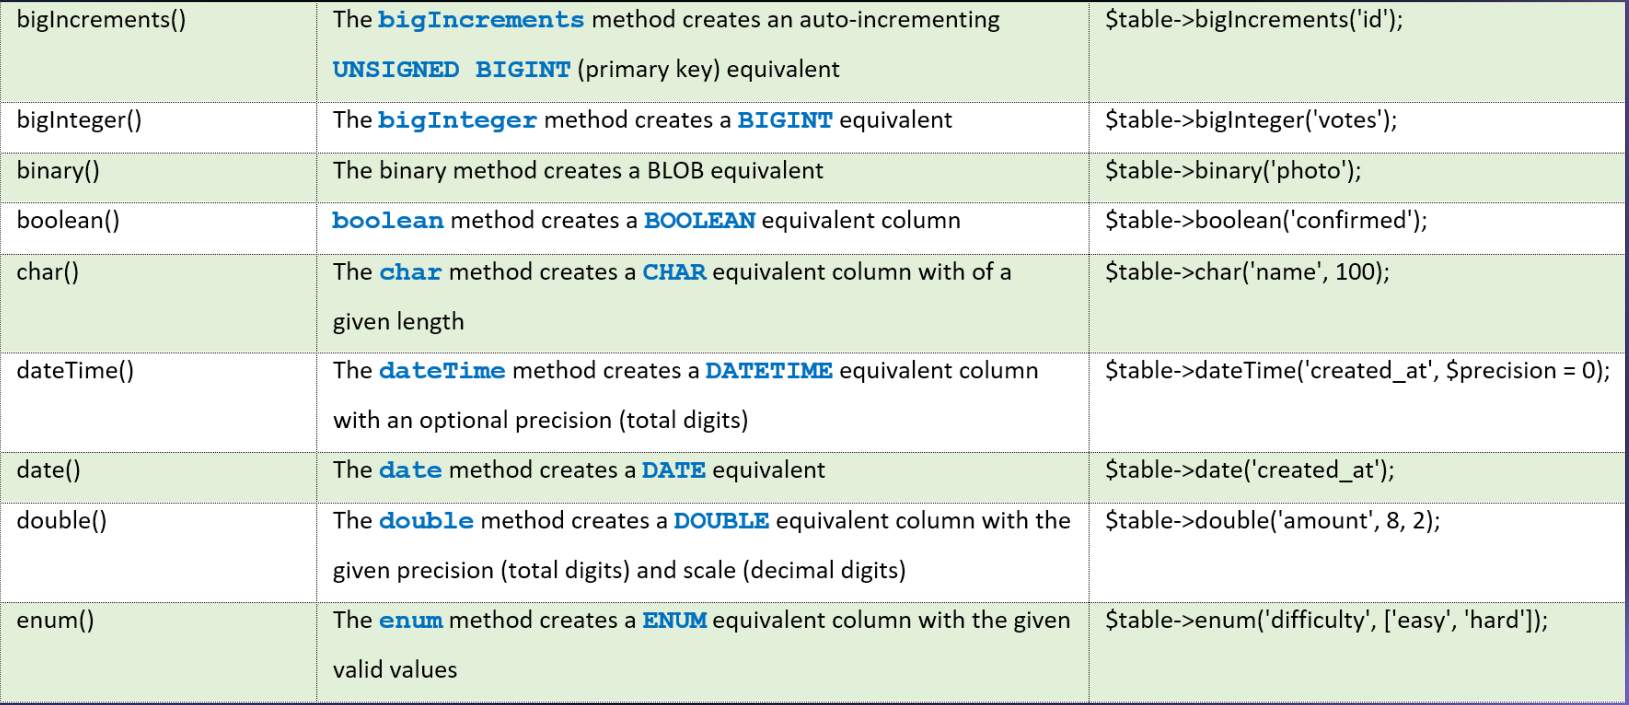 bigIncrements() The bigIncrements method creates an auto-incrementing $table->bigIncrements('id');
UNSIGNED BIGINT (primary key) equivalent
bigInteger() The bigInteger method creates a BIGINT equivalent $table->bigInteger('votes');
binary() The binary method creates a BLOB equivalent $table->binary('photo');
boolean() boolean method creates a BOOLEAN equivalent column $table->boolean('confirmed');
char() The char method creates a CHAR equivalent column with of a $table->char('name', 100);
given length
dateTime() The dateTime method creates a DATETIME equivalent column $table->dateTime('created_at', $precision = 0);
with an optional precision (total digits)
date() The date method creates a DATE equivalent $table->date('created_at');
double() The double method creates a DOUBLE equivalent column with the $table->double('amount', 8, 2);
given precision (total digits) and scale (decimal digits)
enum() The enum method creates a ENUM equivalent column with the given $table->enum('difficulty', ['easy', 'hard']);
valid values